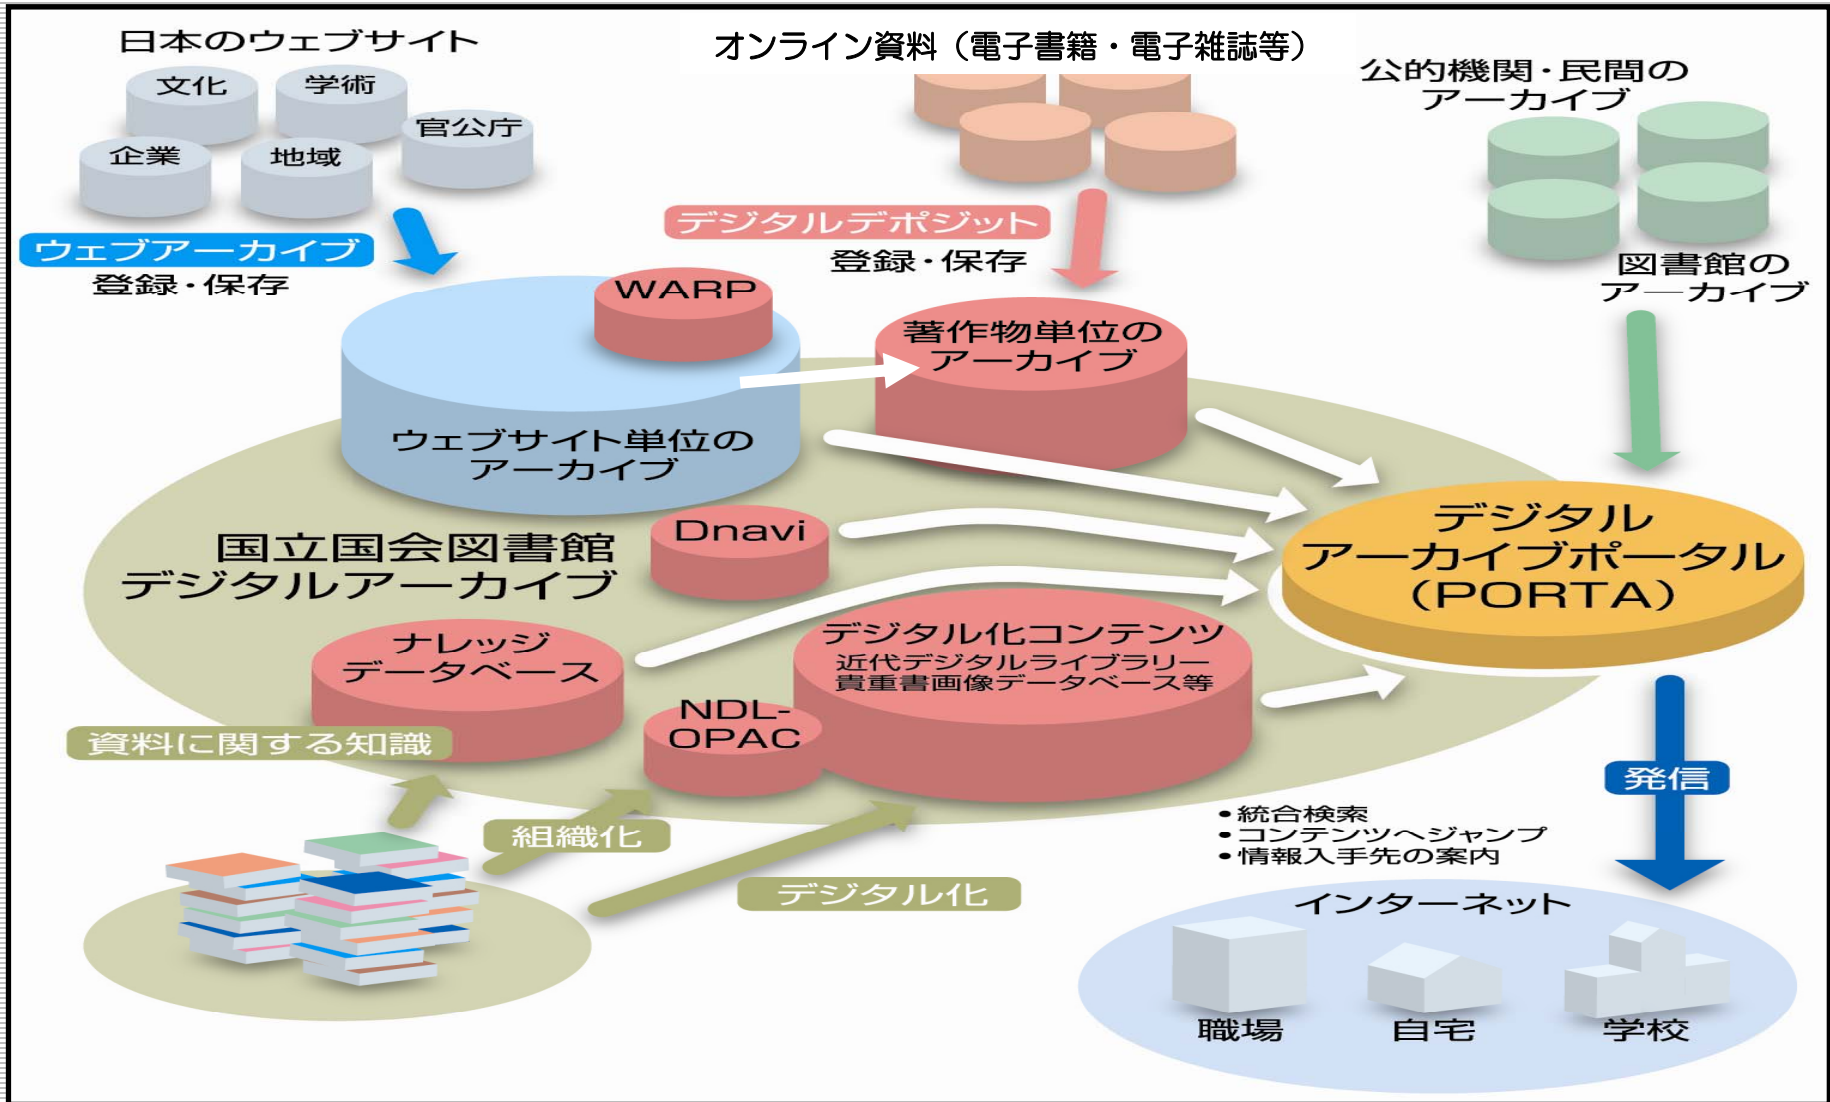 日本のウェブサイト
文化
学術
官公庁
企業
地域
ウェブアーカイブ
登録・保存
オンライン資料（電子書籍・電子雑誌等）
デジタルデポジット
登録・保存
公的機関・民間の
アーカイブ
図書館の
アーカイブ
WARP
ウェブサイト単位の
アーカイブ
著作物単位の
アーカイブ
国立国会図書館
デジタルアーカイブ
Dnavi
ナレッジ
データベース
デジタル化コンテンツ
近代デジタルライブラリー
貴重書画像データベース等
NDL-
OPAC
デジタル
アーカイブポータル
（PORTA）
資料に関する知識
組織化
デジタル化
発信
•統合検索
•コンテンツへジャンプ
•情報入手先の案内
インターネット
職場
自宅
学校